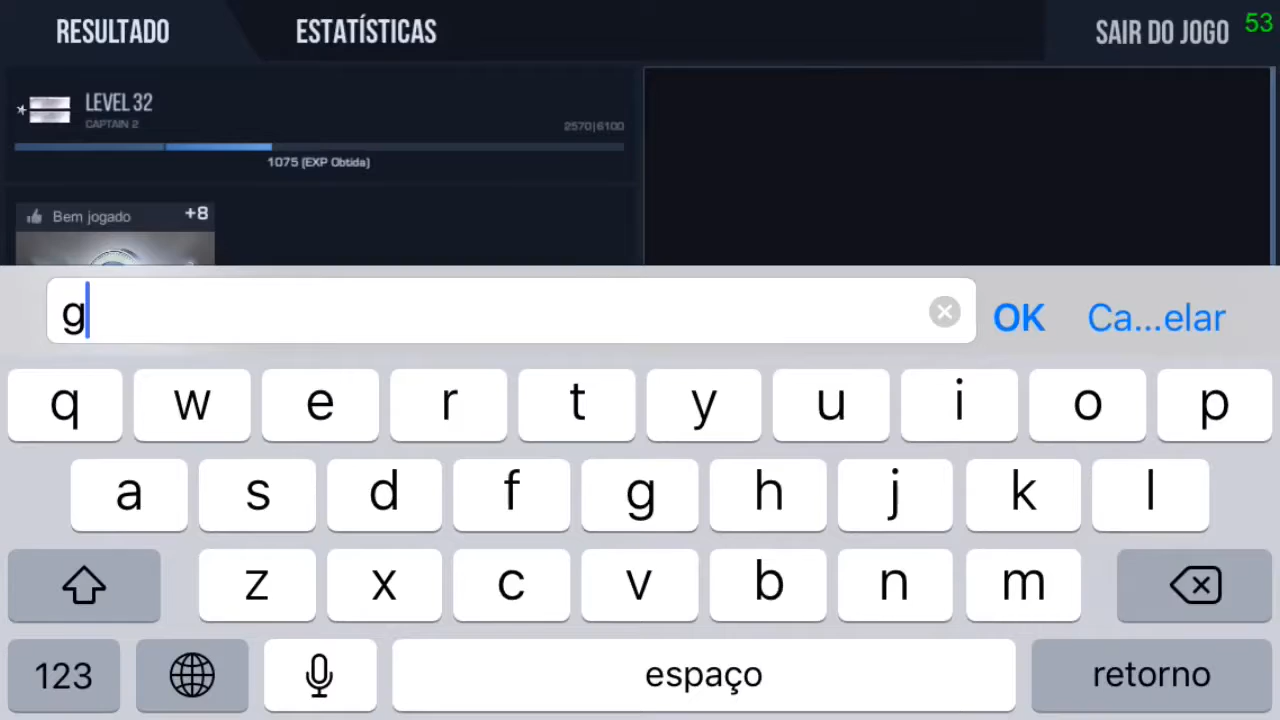 RESULTADO
ESTATÍSTICAS
SAIR DO JOGO
53
LEVEL 32
CAPTAIN 2
2570|6100
1075 (EXP Obtida)
Bem jogado
+8
g
OK
Ca...elar
q w e r t y u i o p
a s d f g h j k l
z x c v b n m
123
espaço
retorno